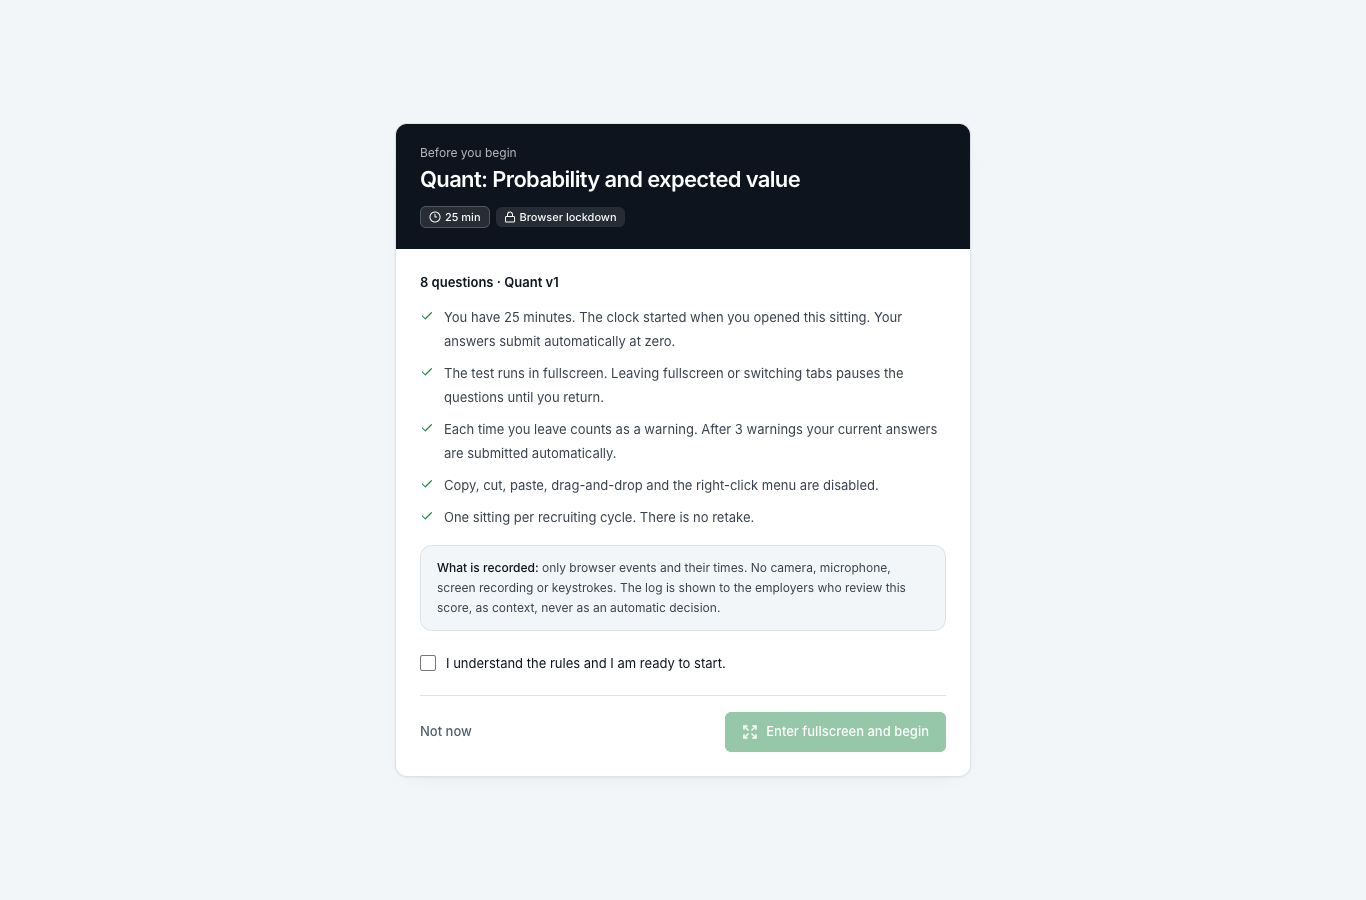 Before you begin
Quant: Probability and expected value
25 min
Browser lockdown
8 questions · Quant v1
You have 25 minutes. The clock started when you opened this sitting. Your
answers submit automatically at zero.
The test runs in fullscreen. Leaving fullscreen or switching tabs pauses the
questions until you return.
Each time you leave counts as a warning. After 3 warnings your current answers
are submitted automatically.
Copy, cut, paste, drag-and-drop and the right-click menu are disabled.
One sitting per recruiting cycle. There is no retake.
What is recorded: only browser events and their times. No camera, microphone,
screen recording or keystrokes. The log is shown to the employers who review this
score, as context, never as an automatic decision.
I understand the rules and I am ready to start.
Not now
Enter fullscreen and begin